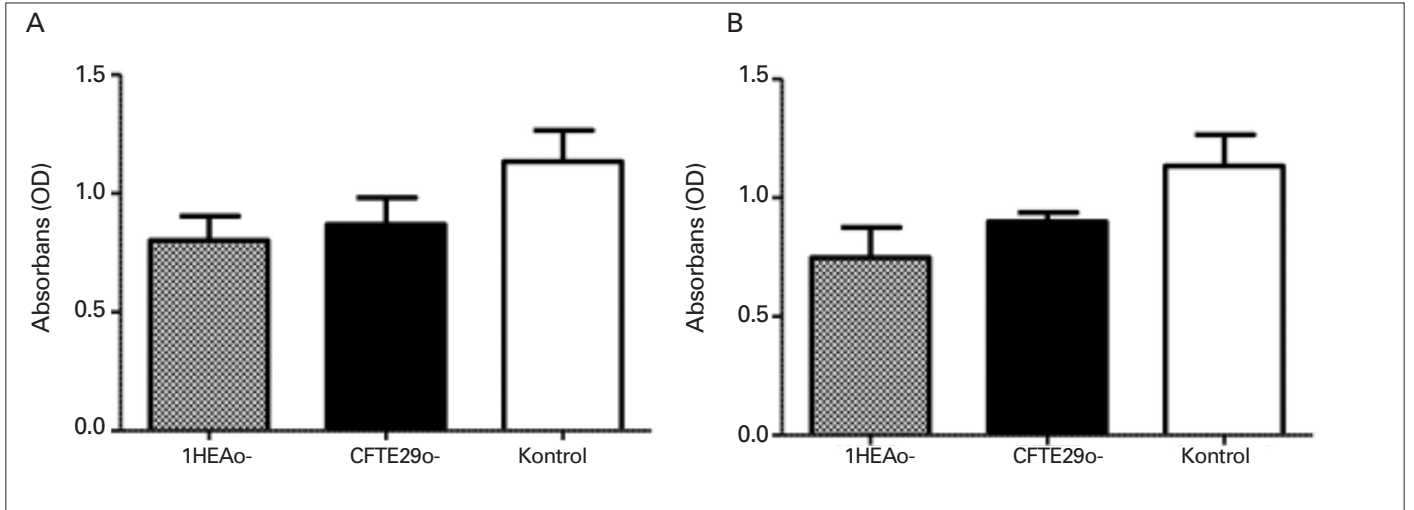 A
Absorbans (OD)
1.5
1.0
0.5
0.0
1HEAo-
CFTE29o-
Kontrol
B
Absorbans (OD)
1.5
1.0
0.5
0.0
1HEAo-
CFTE29o-
Kontrol